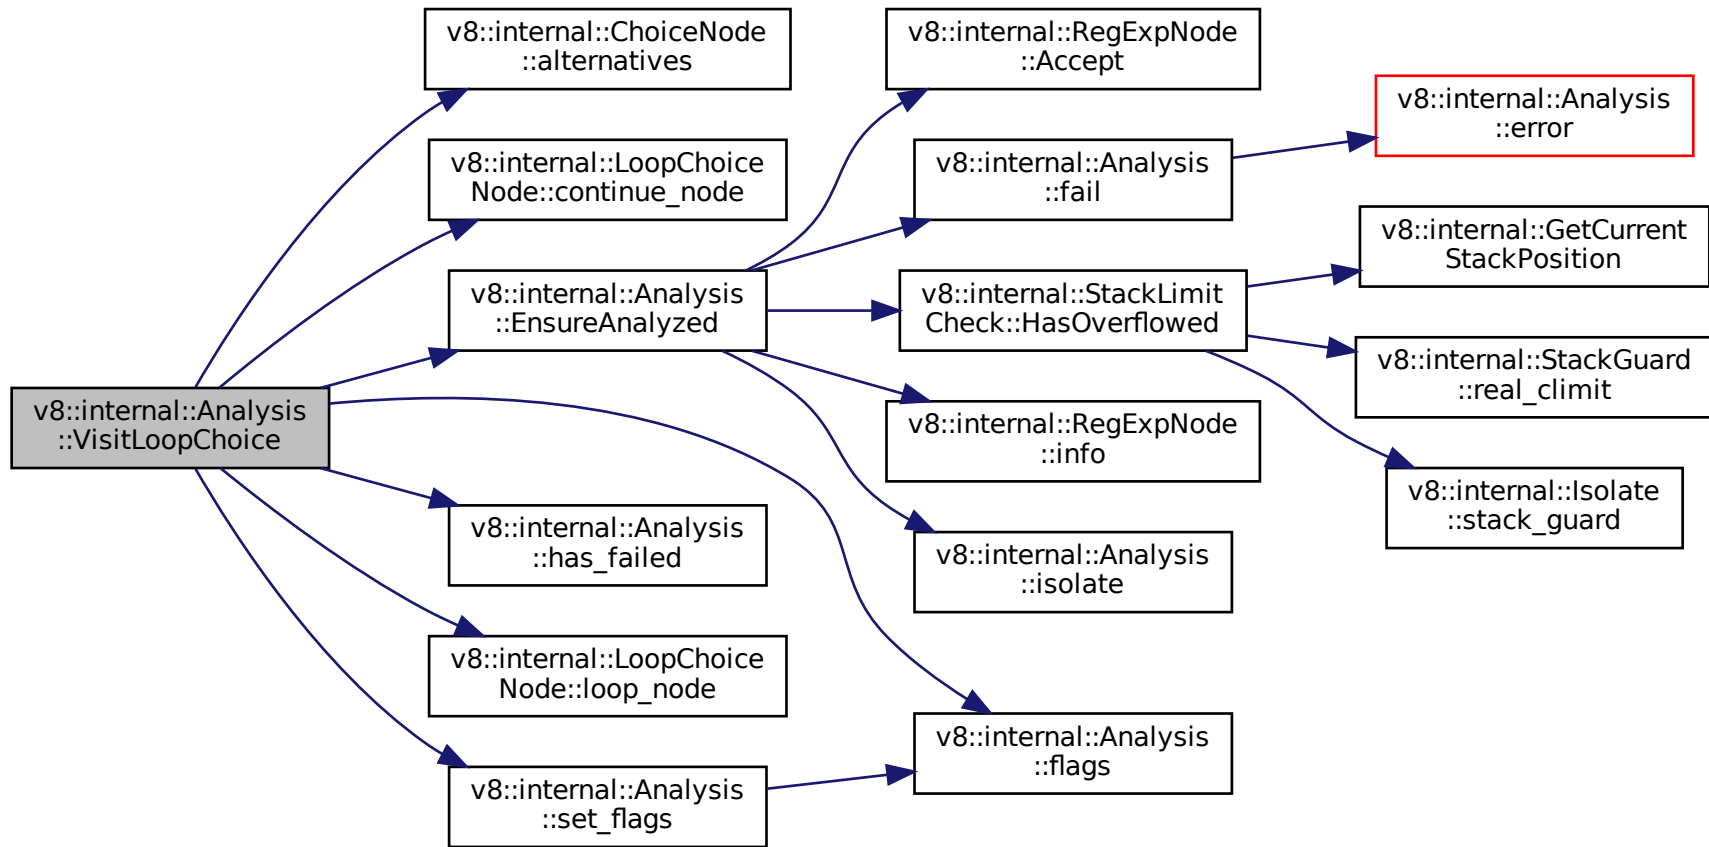 v8::internal::Analysis
::VisitLoopChoice
v8::internal::ChoiceNode
::alternatives
v8::internal::LoopChoice
Node::continue_node
v8::internal::Analysis
::EnsureAnalyzed
v8::internal::Analysis
::has_failed
v8::internal::LoopChoice
Node::loop_node
v8::internal::Analysis
::set_flags
v8::internal::RegExpNode
::Accept
v8::internal::Analysis
::fail
v8::internal::StackLimit
Check::HasOverflowed
v8::internal::RegExpNode
::info
v8::internal::Analysis
::isolate
v8::internal::Analysis
::flags
v8::internal::Analysis
::error
v8::internal::GetCurrent
StackPosition
v8::internal::StackGuard
::real_climit
v8::internal::Isolate
::stack_guard